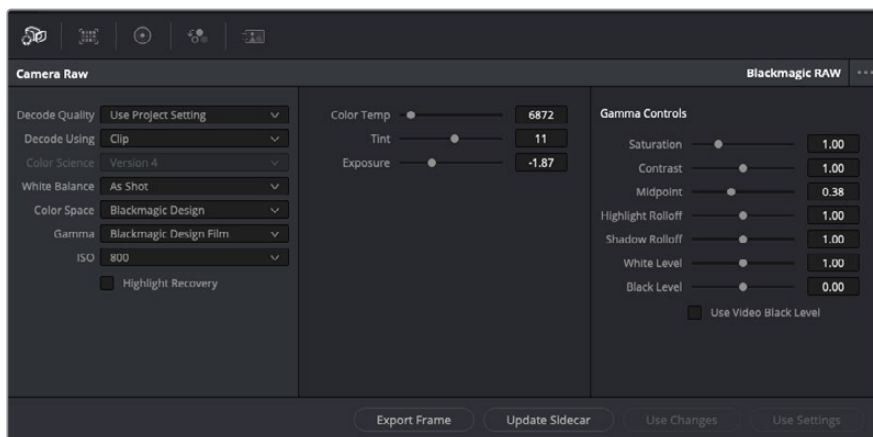 Camera Raw
Blackmagic RAW
Decode Quality Use Project Setting
Decode Using Clip
Color Science Version 4
White Balance As Shot
Color Space Blackmagic Design
Gamma Blackmagic Design Film
ISO 800
Highlight Recovery
Color Temp 6872
Tint 11
Exposure -1.87
Gamma Controls
Saturation 1.00
Contrast 1.00
Midpoint 0.38
Highlight Rolloff 1.00
Shadow Rolloff 1.00
White Level 1.00
Black Level 0.00
Use Video Black Level
Export Frame
Update Sidecar
Use Changes
Use Settings